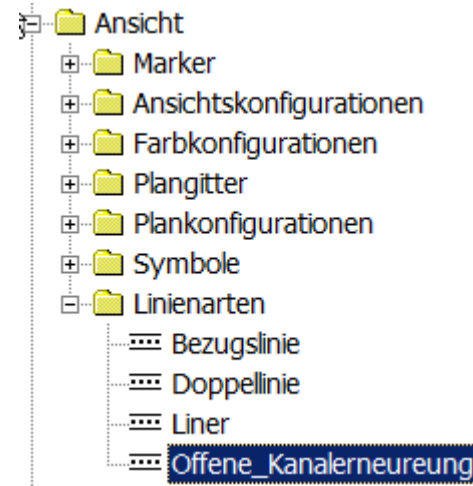 Ansicht
Marker
Ansichtskonfigurationen
Farbkonfigurationen
Plangitter
Plankonfigurationen
Symbole
Linienarten
Bezugslinie
Doppellinie
Liner
Offene_Kanalerneureung